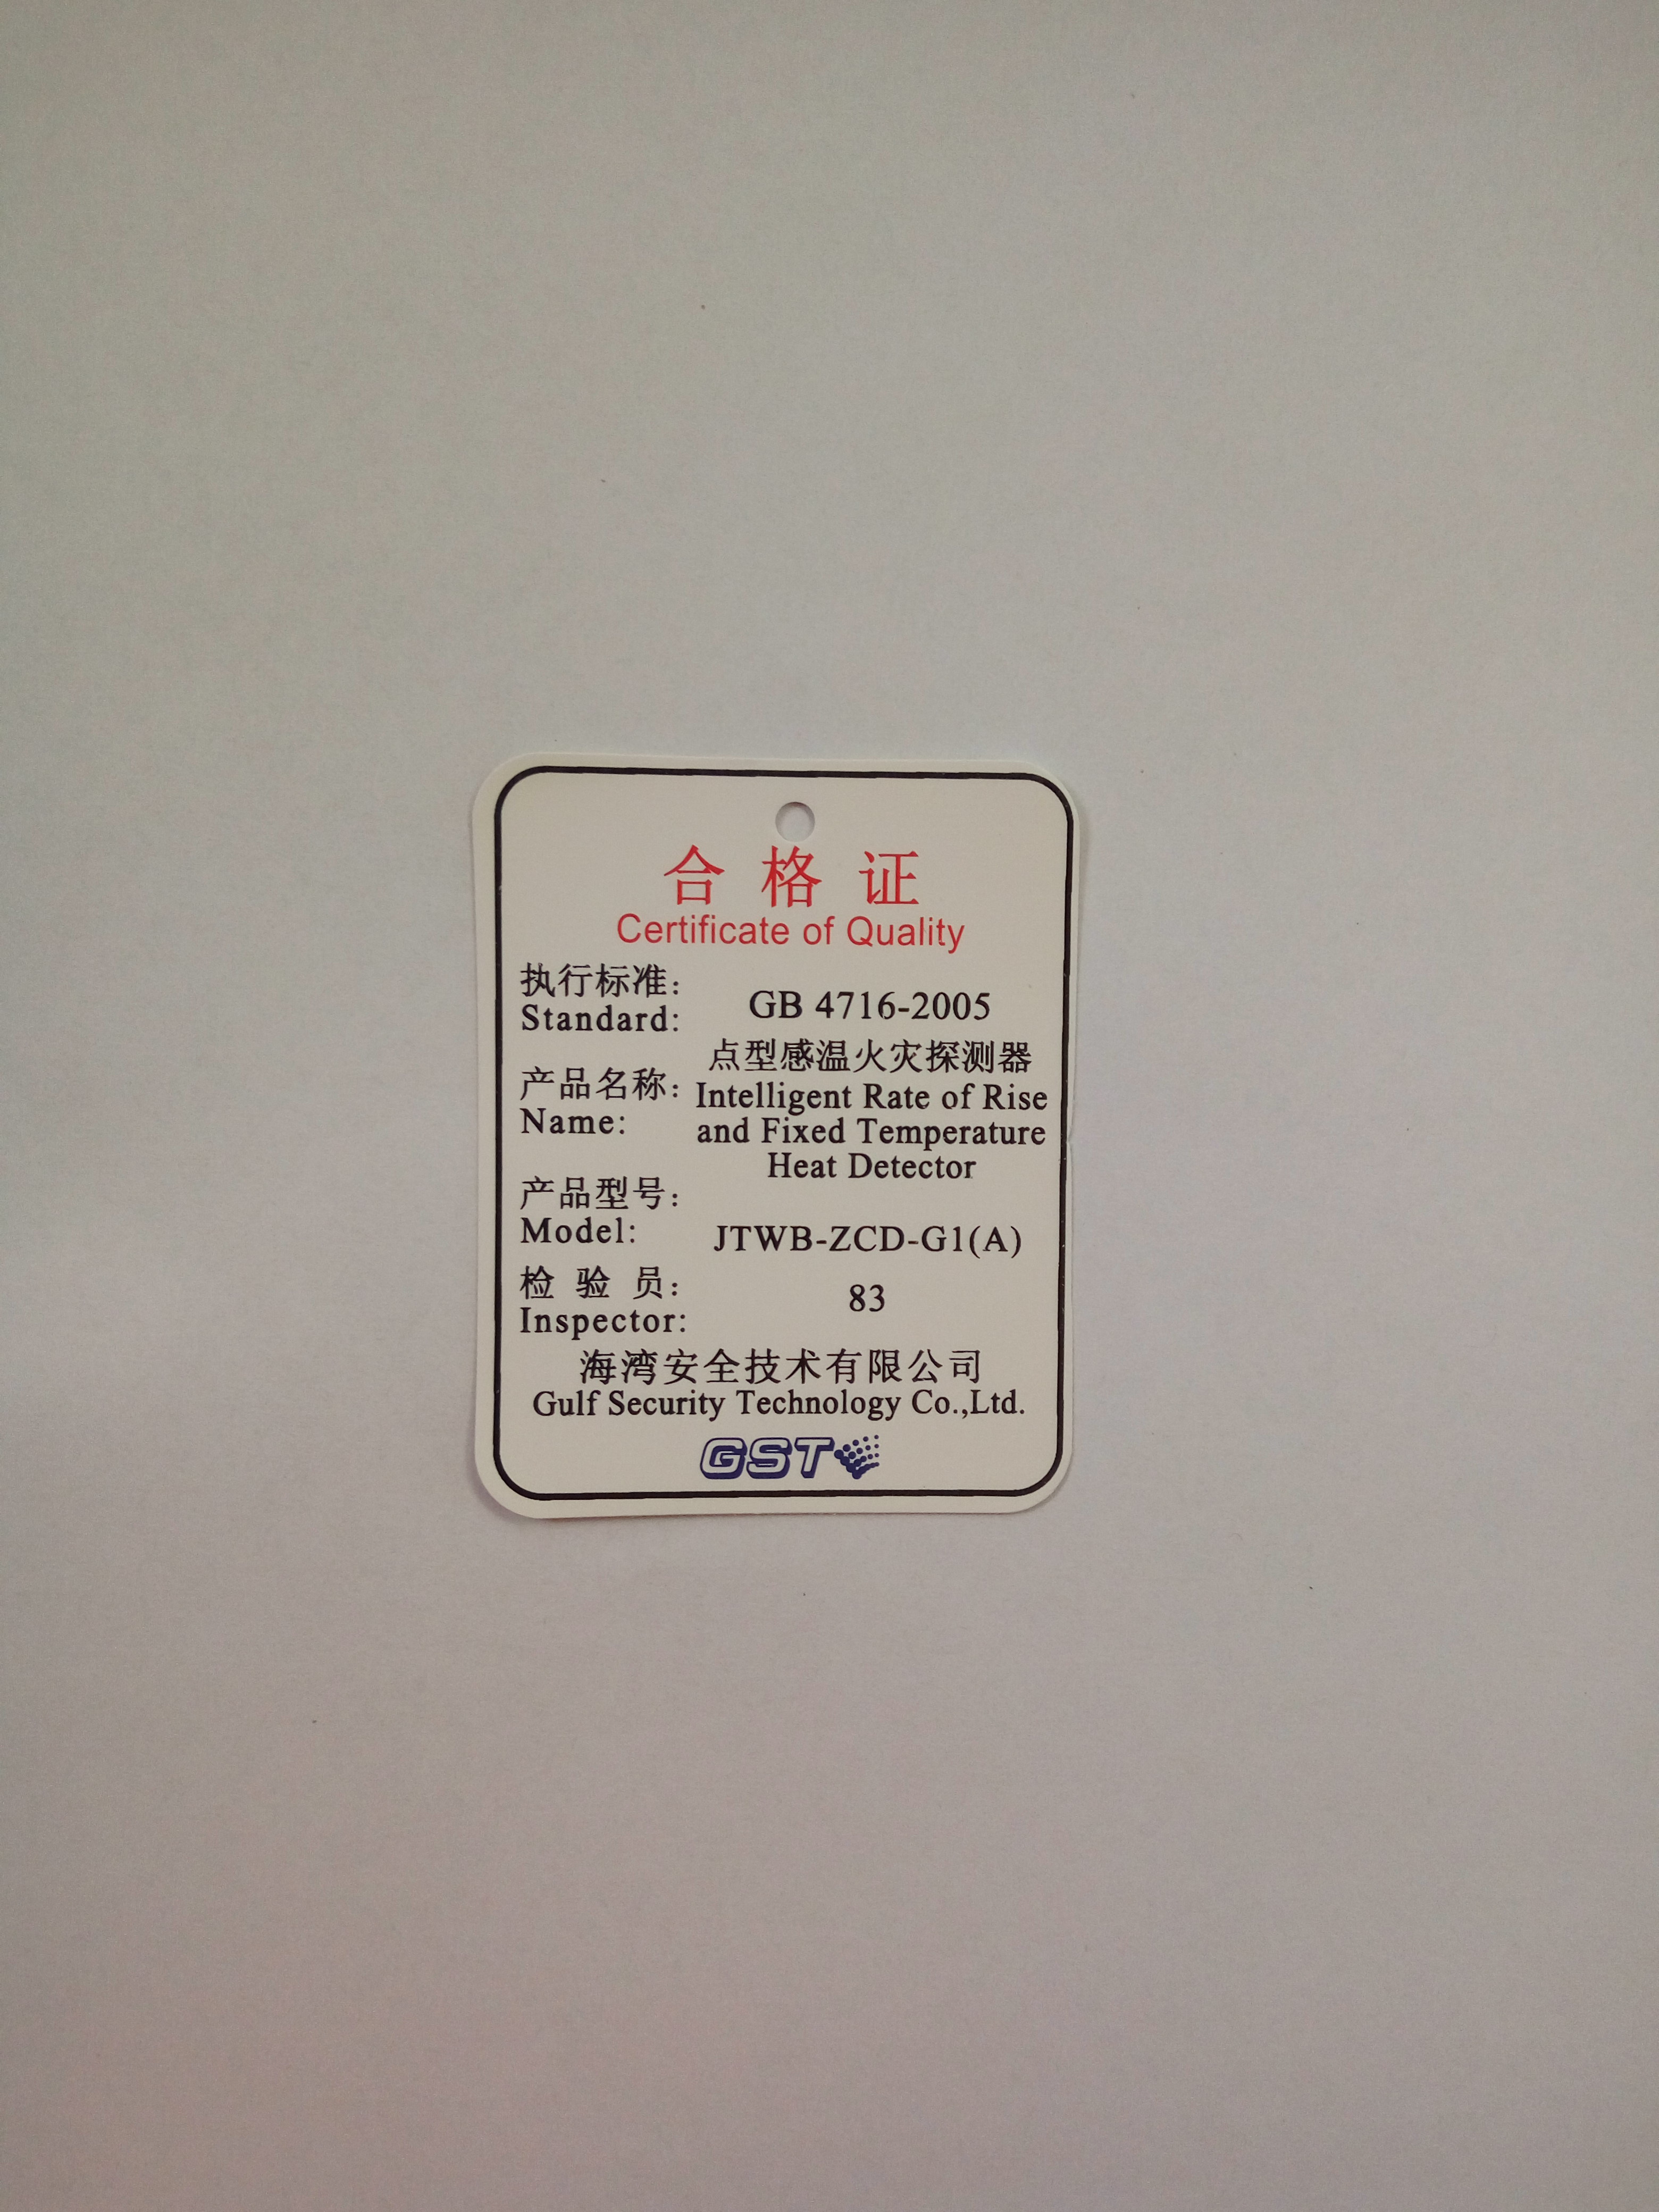 合格证
Certificate of Quality
执行标准:
Standard: GB 4716-2005
点型感温火灾探测器
产品名称: Intelligent Rate of Rise
Name: and Fixed Temperature
Heat Detector
产品型号:
Model: JTWB-ZCD-G1(A)
检验员: 83
Inspector:
海湾安全技术有限公司
Gulf Security Technology Co.,Ltd.
GST